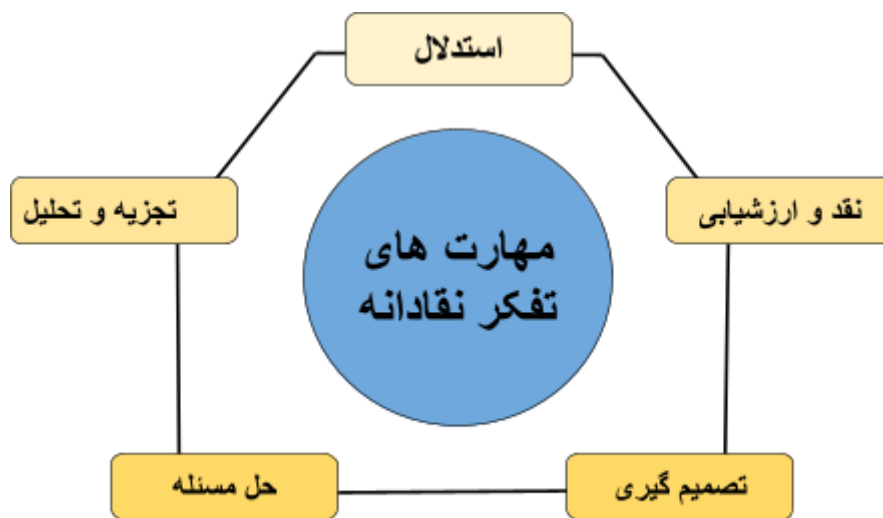 استدلال
نقد و ارزشیابی
تجزیه و تحلیل
مهارت های
تفکر نقادانه
تصمیم گیری
حل مسئله